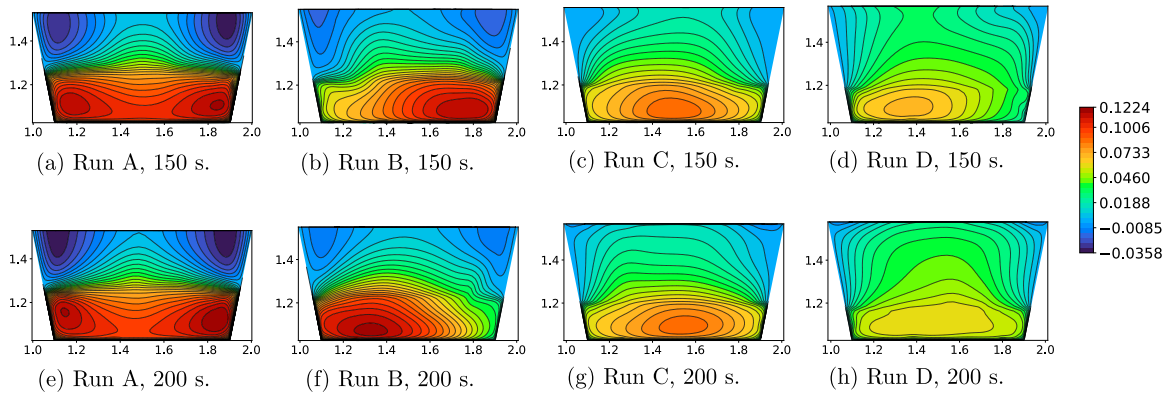 1.4
1.2
1.0 1.2 1.4 1.6 1.8 2.0
(a) Run A, 150 s.
1.4
1.2
1.0 1.2 1.4 1.6 1.8 2.0
(b) Run B, 150 s.
1.4
1.2
1.0 1.2 1.4 1.6 1.8 2.0
(c) Run C, 150 s.
1.4
1.2
1.0 1.2 1.4 1.6 1.8 2.0
(d) Run D, 150 s.
0.1224
0.1006
0.0733
0.0460
0.0188
−0.0085
−0.0358
1.4
1.2
1.0 1.2 1.4 1.6 1.8 2.0
(e) Run A, 200 s.
1.4
1.2
1.0 1.2 1.4 1.6 1.8 2.0
(f) Run B, 200 s.
1.4
1.2
1.0 1.2 1.4 1.6 1.8 2.0
(g) Run C, 200 s.
1.4
1.2
1.0 1.2 1.4 1.6 1.8 2.0
(h) Run D, 200 s.